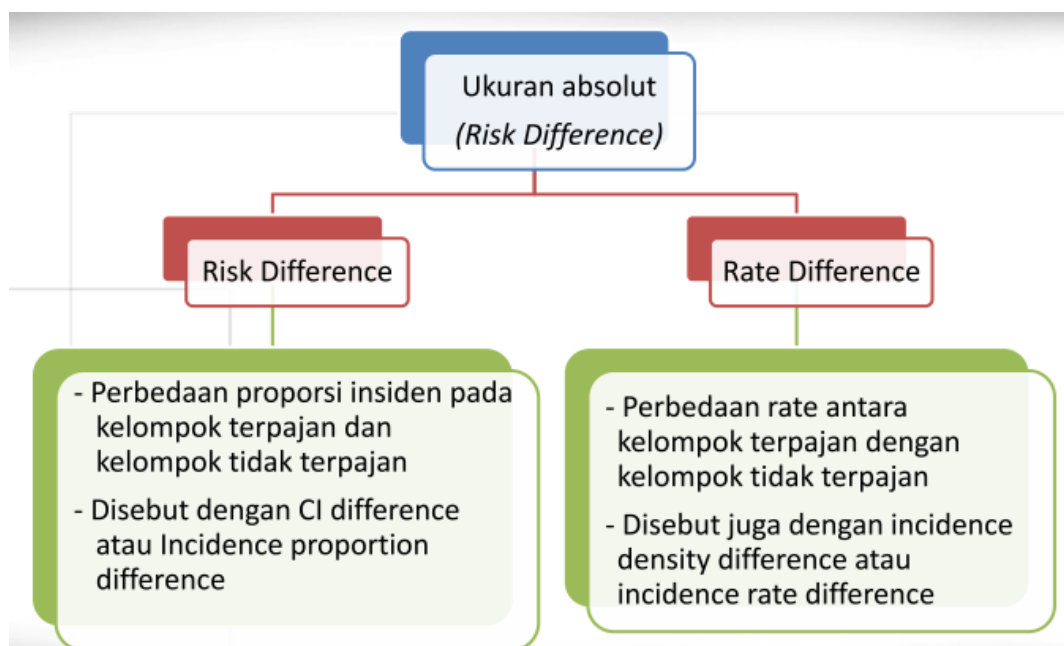 Ukuran absolut
(Risk Difference)
Risk Difference
- Perbedaan proporsi insiden pada
kelompok terpajan dan
kelompok tidak terpajan
- Disebut dengan CI difference
atau Incidence proportion
difference
Rate Difference
- Perbedaan rate antara
kelompok terpajan dengan
kelompok tidak terpajan
- Disebut juga dengan incidence
density difference atau
incidence rate difference